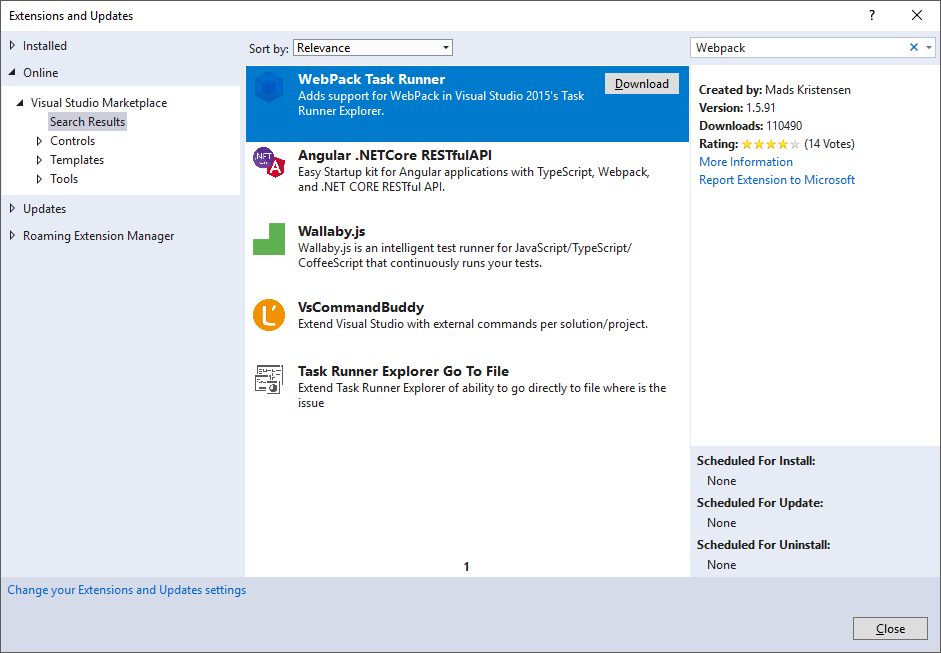 Extensions and Updates
?
Installed
Online
Visual Studio Marketplace
Search Results
Controls
Templates
Tools
Updates
Roaming Extension Manager
Sort by: Relevance
WebPack Task Runner
Adds support for WebPack in Visual Studio 2015's Task
Runner Explorer.
Download
Angular .NETCore RESTfulAPI
Easy Startup kit for Angular applications with TypeScript, Webpack,
and .NET CORE RESTful API.
.NET
A
Wallaby.js
Wallaby.js is an intelligent test runner for JavaScript/TypeScript/
CoffeeScript that continuously runs your tests.
L'
VsCommandBuddy
Extend Visual Studio with external commands per solution/project.
Task Runner Explorer Go To File
Extend Task Runner Explorer of ability to go directly to file where is the
issue
1
Webpack
Created by: Mads Kristensen
Version: 1.5.91
Downloads: 110490
Rating: (14 Votes)
More Information
Report Extension to Microsoft
Scheduled For Install:
None
Scheduled For Update:
None
Scheduled For Uninstall:
None
Change your Extensions and Updates settings
Close